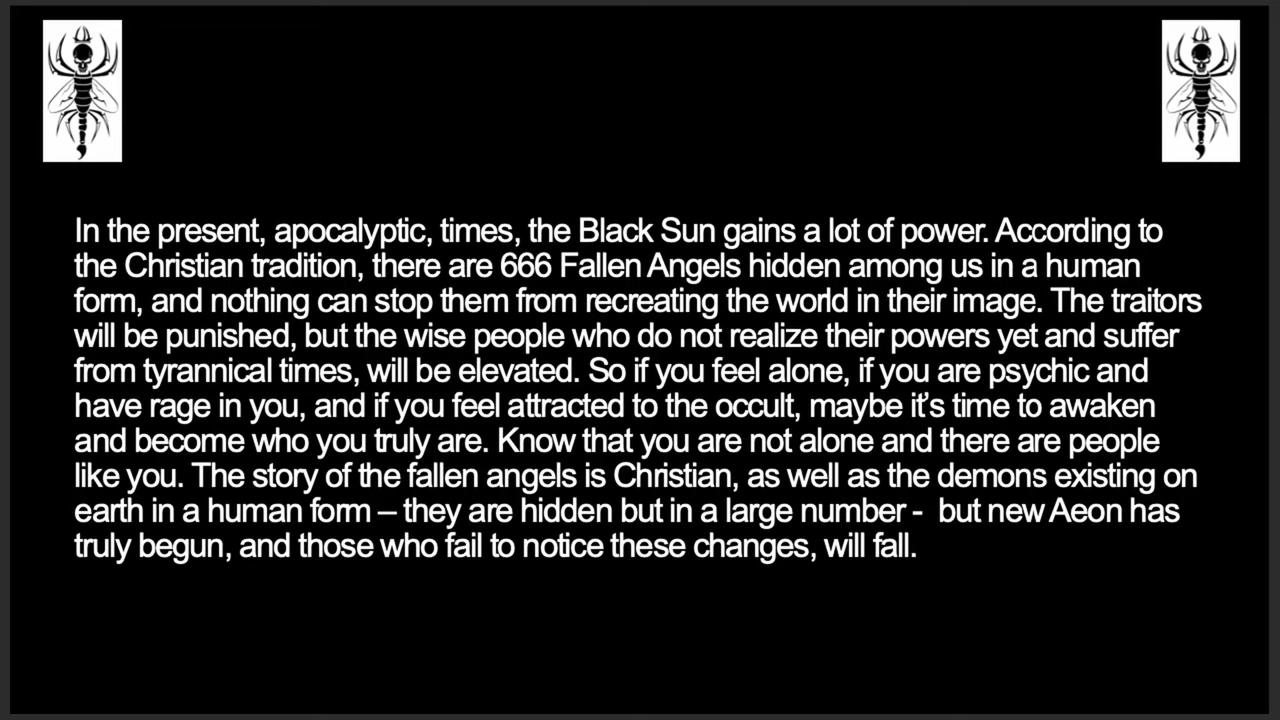 In the present, apocalyptic, times, the Black Sun gains a lot of power. According to
the Christian tradition, there are 666 Fallen Angels hidden among us in a human
form, and nothing can stop them from recreating the world in their image. The traitors
will be punished, but the wise people who do not realize their powers yet and suffer
from tyrannical times, will be elevated. So if you feel alone, if you are psychic and
have rage in you, and if you feel attracted to the occult, maybe it's time to awaken
and become who you truly are. Know that you are not alone and there are people
like you. The story of the fallen angels is Christian, as well as the demons existing on
earth in a human form – they are hidden but in a large number -  but new Aeon has
truly begun, and those who fail to notice these changes, will fall.